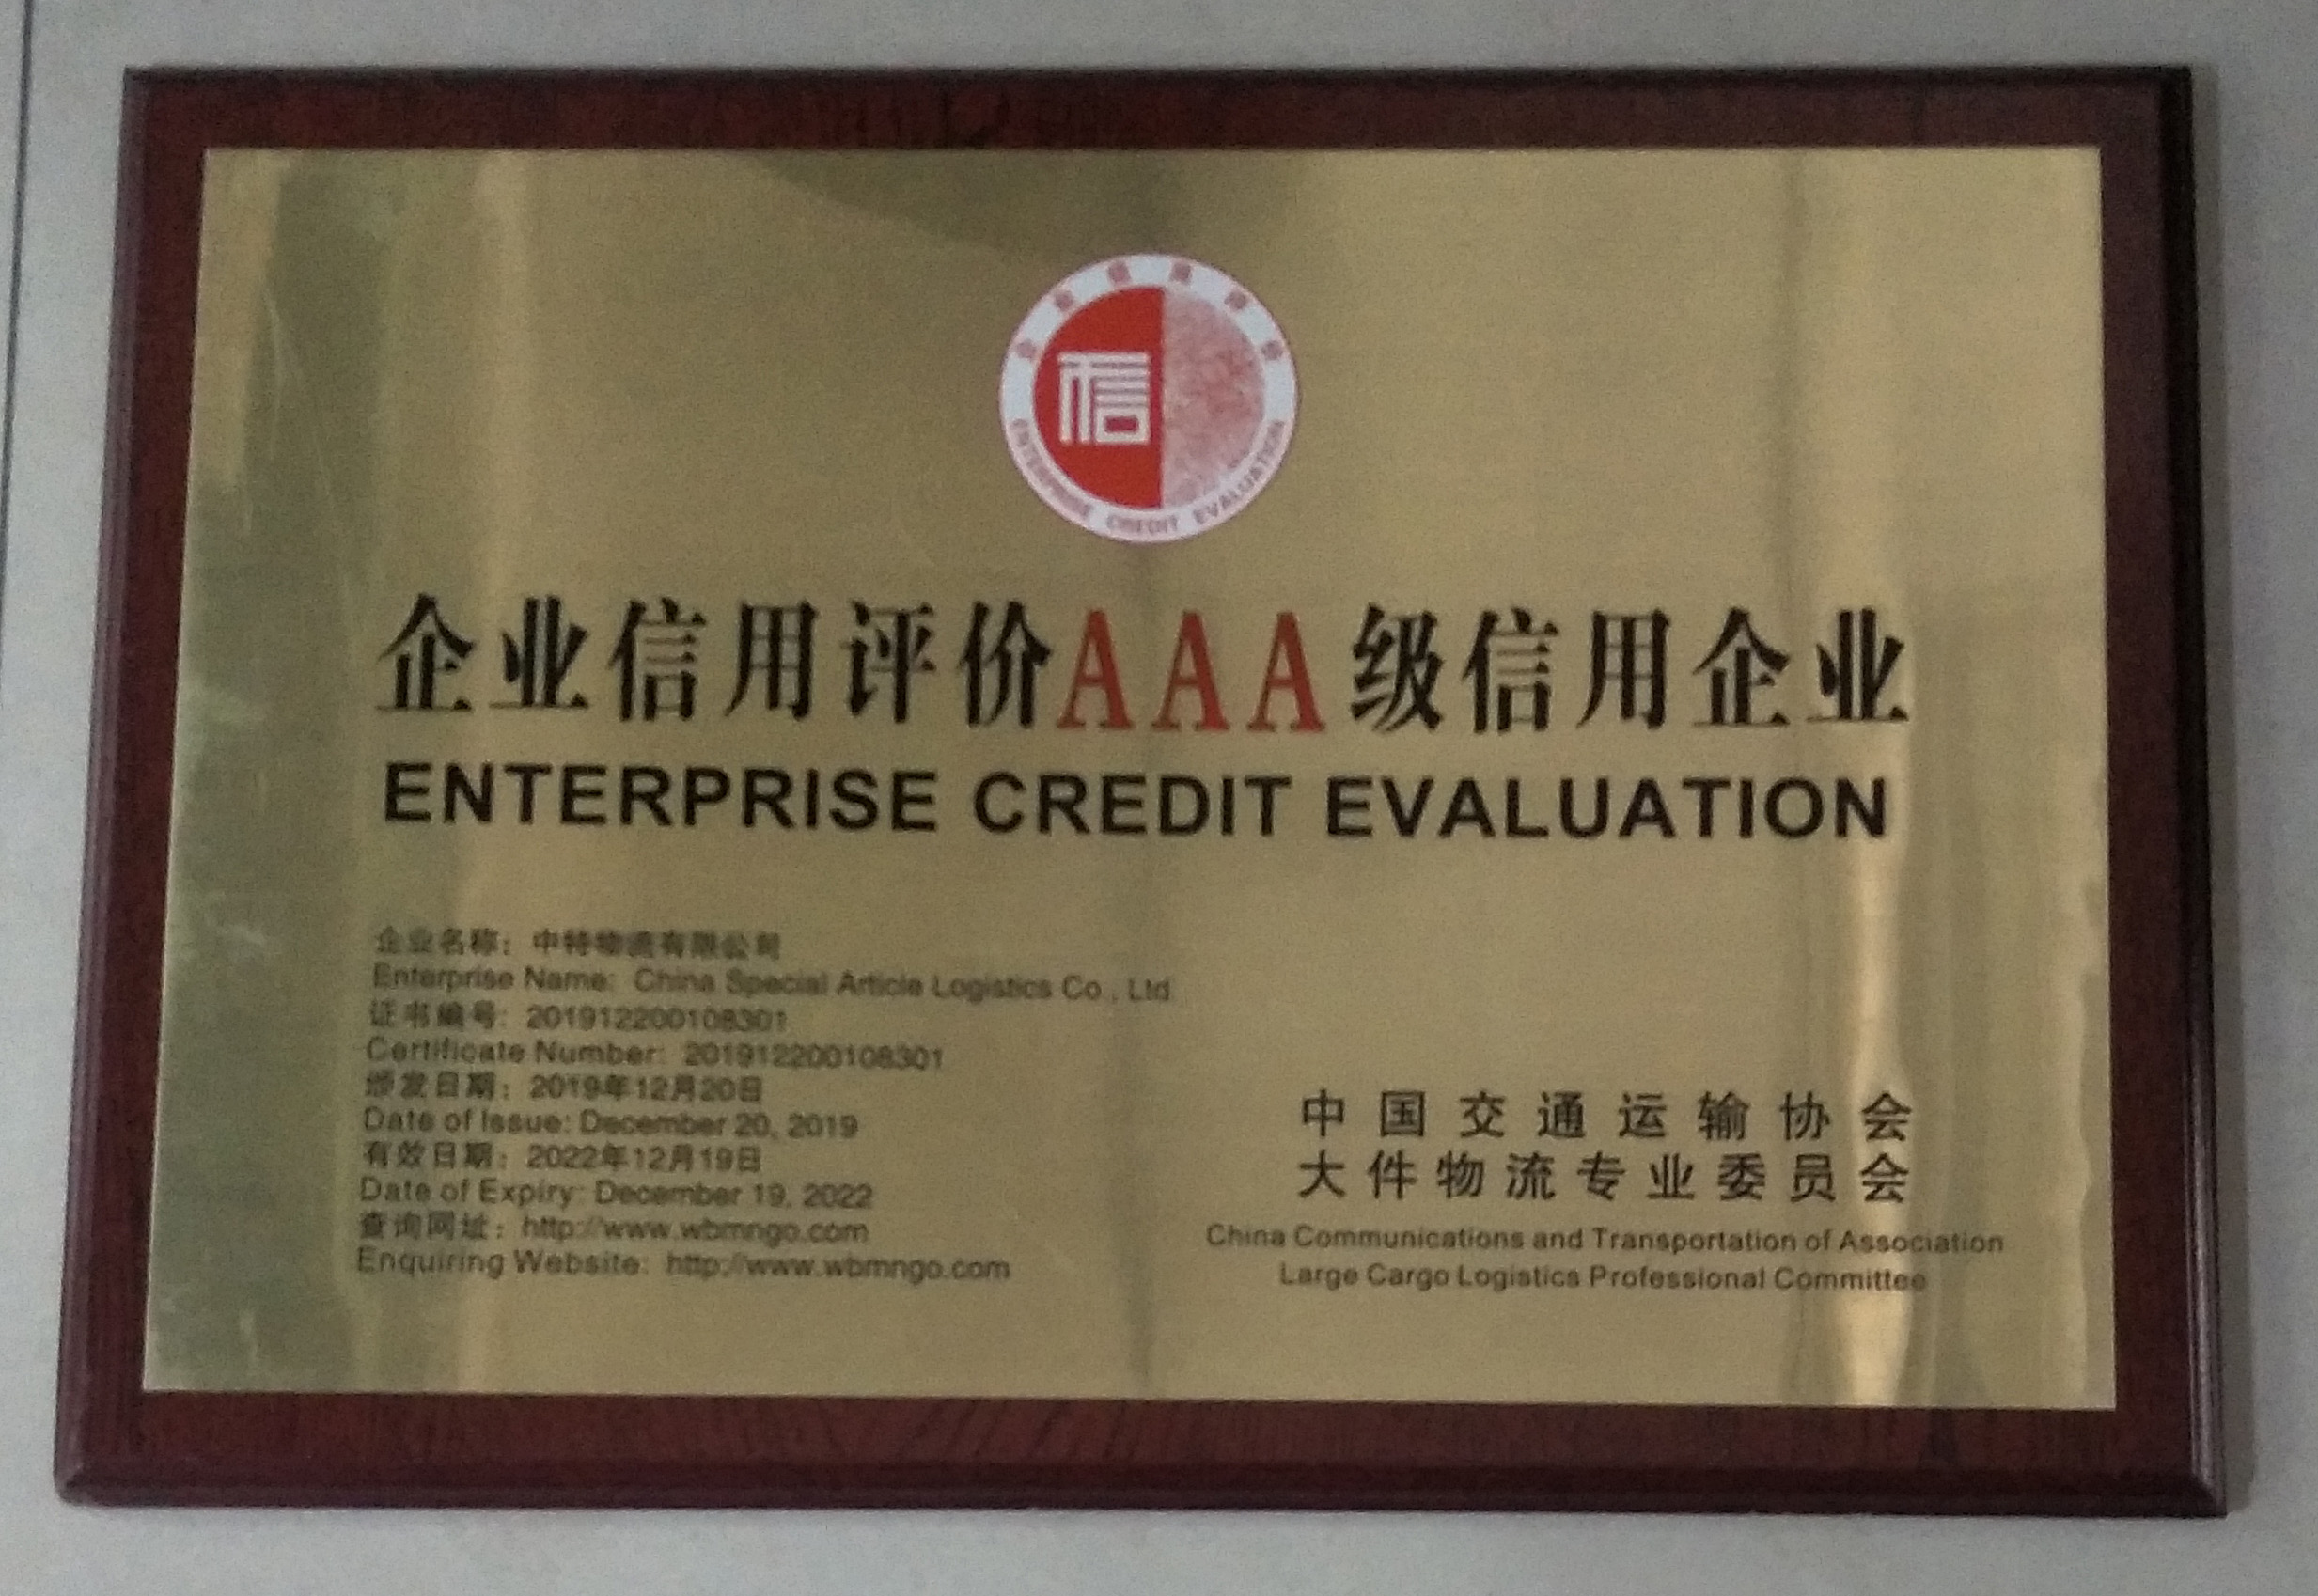 信
ENTERPRISE CREDIT EVALUATION
企业信用评价AAA级信用企业
ENTERPRISE CREDIT EVALUATION
企业名称：中特物流有限公司
Enterprise Name: China Special Article Logistics Co., Ltd
证书编号：201912200108301
Certificate Number: 201912200108301
颁发日期：2019年12月20日
Date of Issue: December 20, 2019
有效日期：2022年12月19日
Date of Expiry: December 19, 2022
查询网址：http://www.wbmngo.com
Enquiring Website: http://www.wbmngo.com
中国交通运输协会
大件物流专业委员会
China Communications and Transportation of Association
Large Cargo Logistics Professional Committee